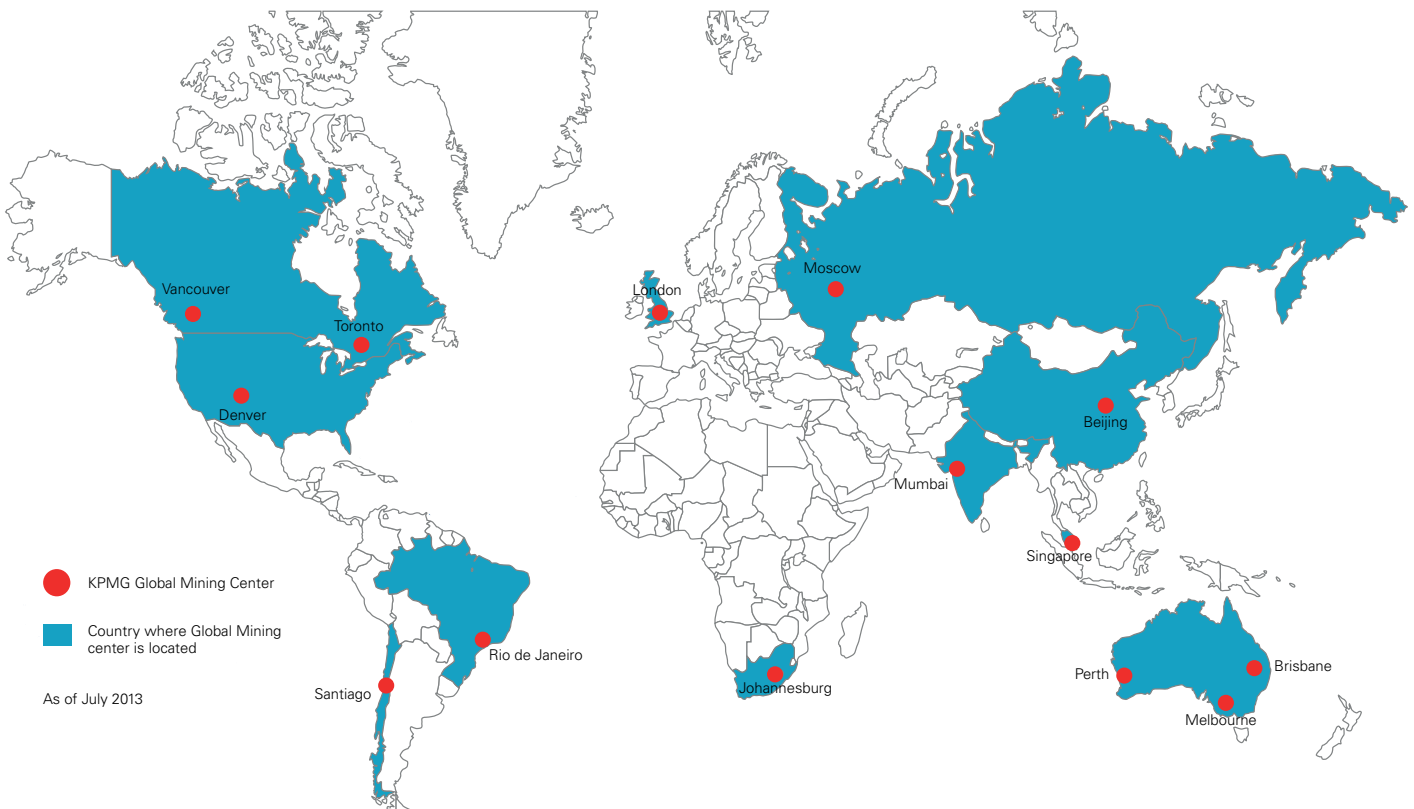 Moscow
Vancouver
London
Toronto
Denver
Beijing
Mumbai
Singapore
KPMG Global Mining Center
Country where Global Mining
center is located
Rio de Janeiro
Brisbane
Perth
Johannesburg
Santiago
As of July 2013
Melbourne